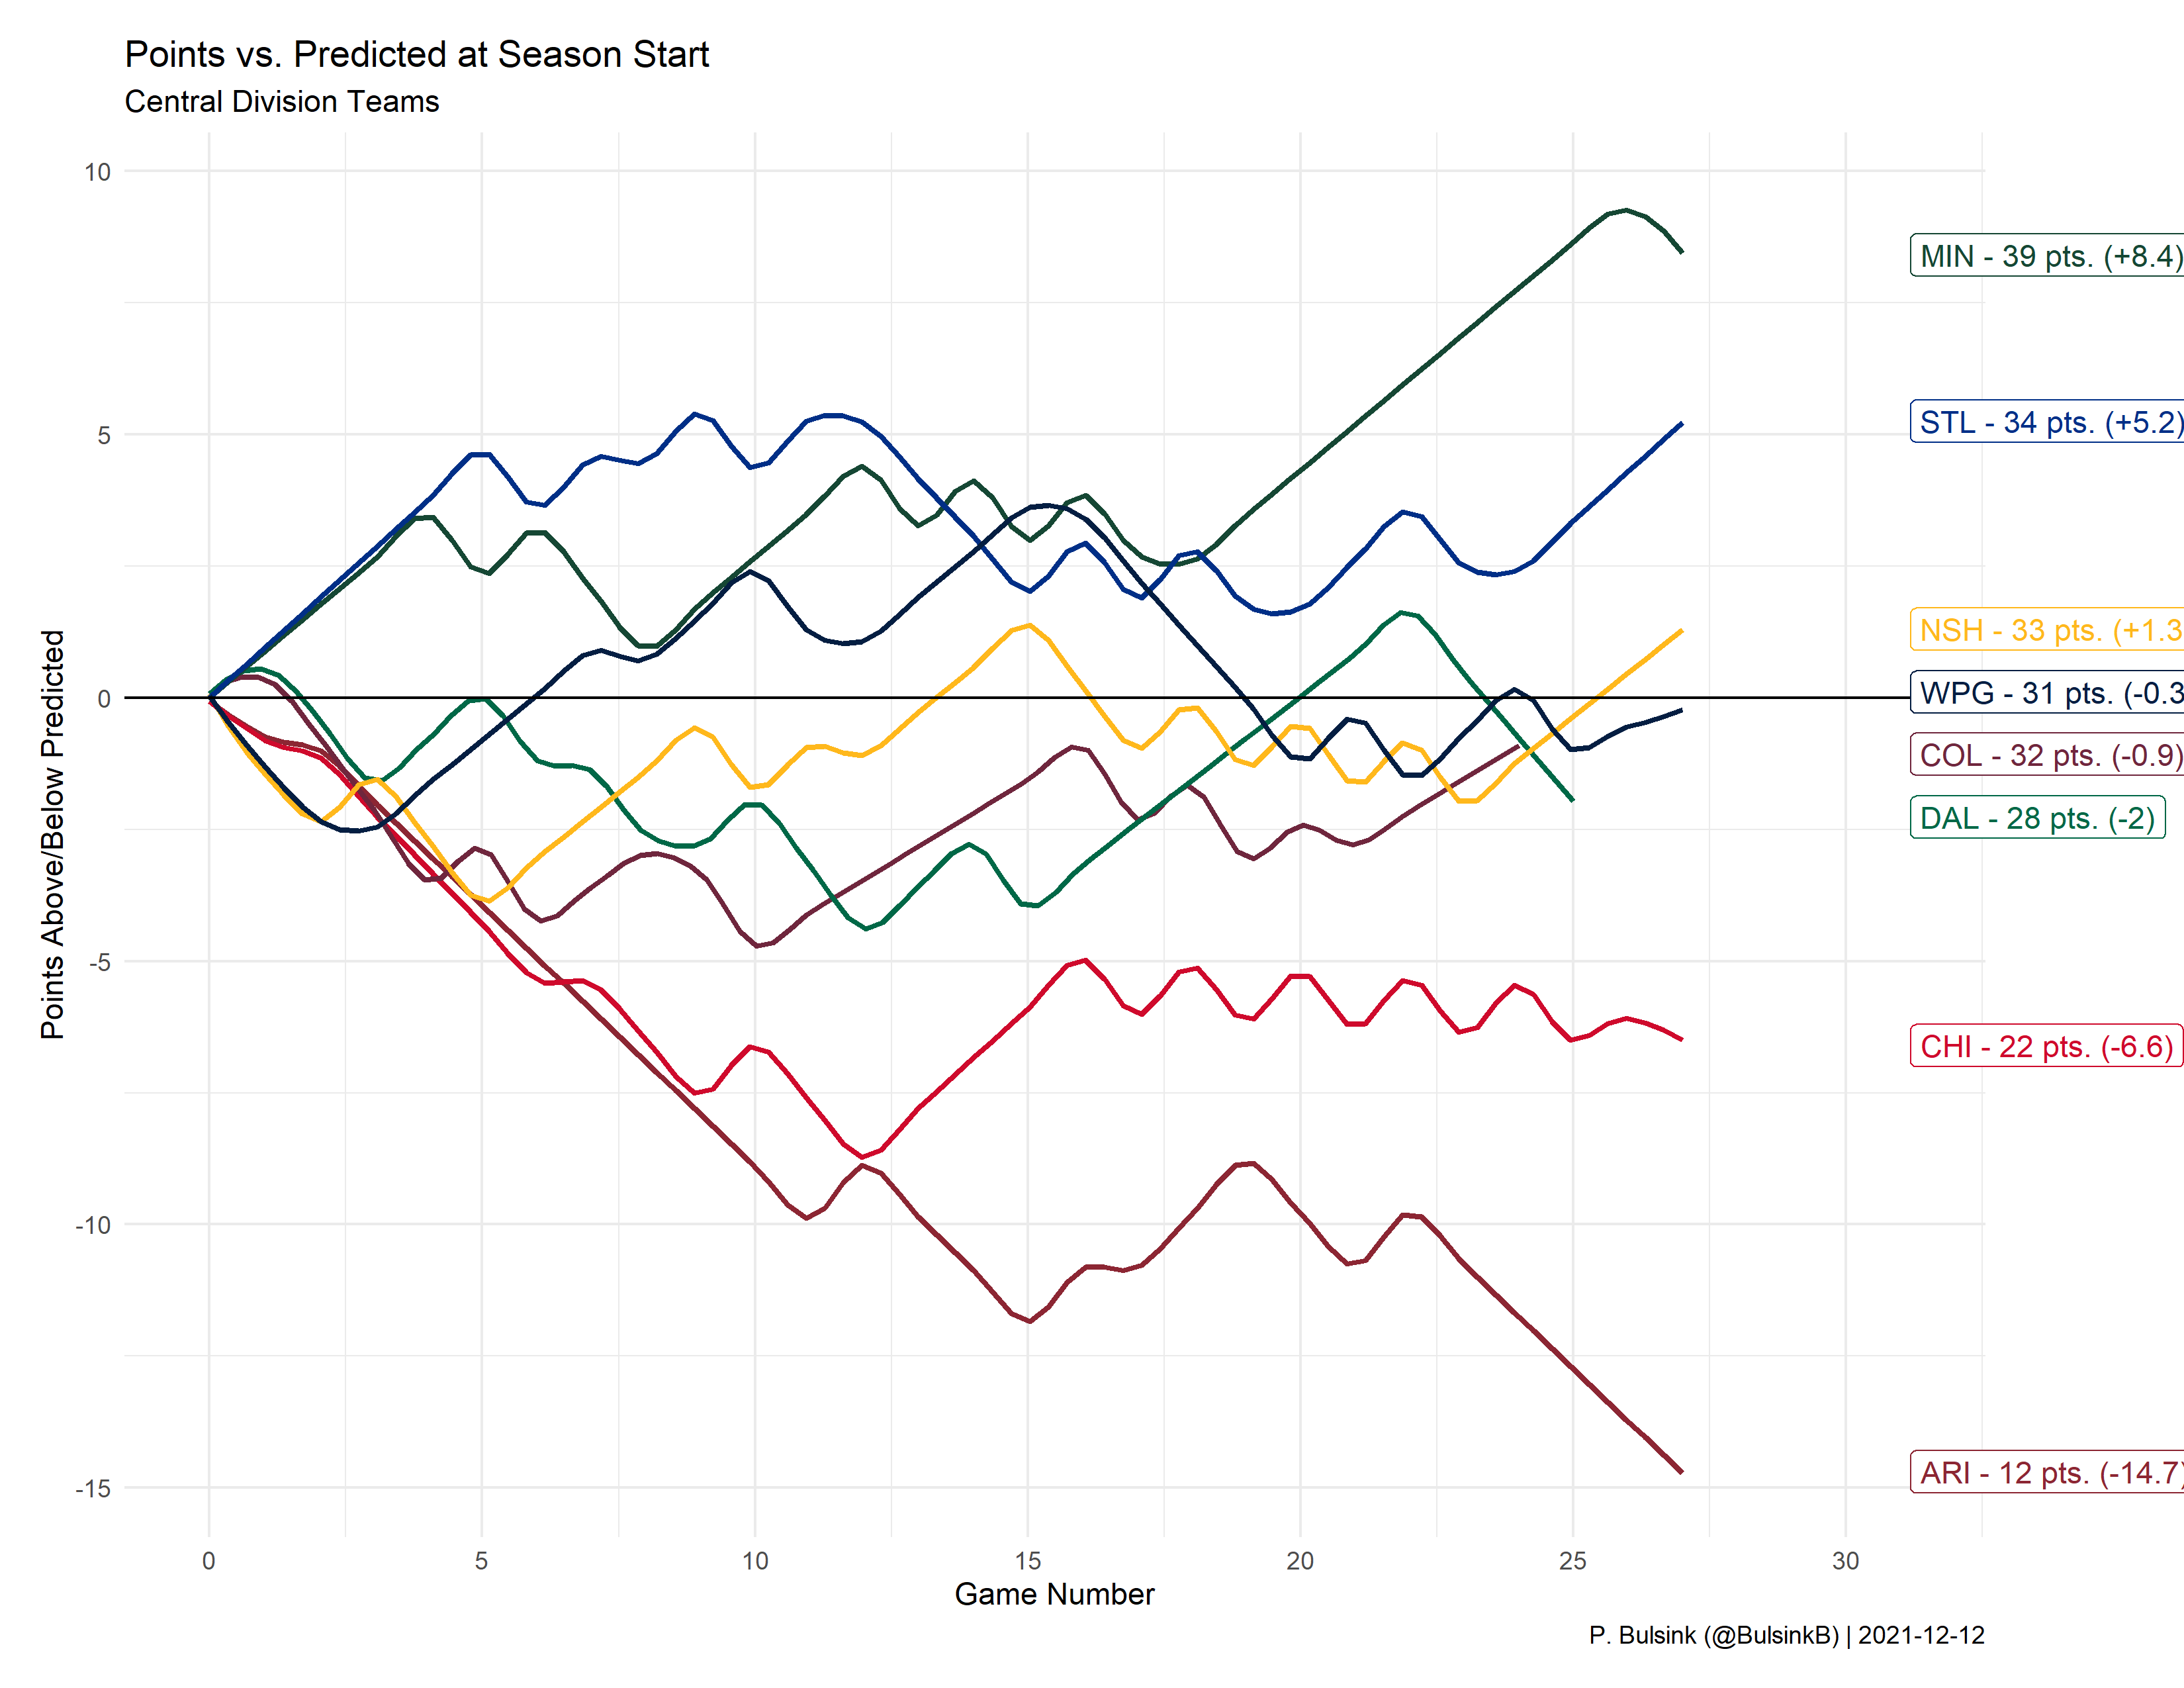 Points vs. Predicted at Season Start
Central Division Teams
Points Above/Below Predicted
10
5
0
-5
-10
-15
MIN - 39 pts. (+8.4)
STL - 34 pts. (+5.2)
NSH - 33 pts. (+1.3
WPG - 31 pts. (-0.3
COL - 32 pts. (-0.9)
DAL - 28 pts. (-2)
CHI - 22 pts. (-6.6)
ARI - 12 pts. (-14.7)
0 5 10 15 20 25 30
Game Number
P. Bulsink (@BulsinkB) | 2021-12-12